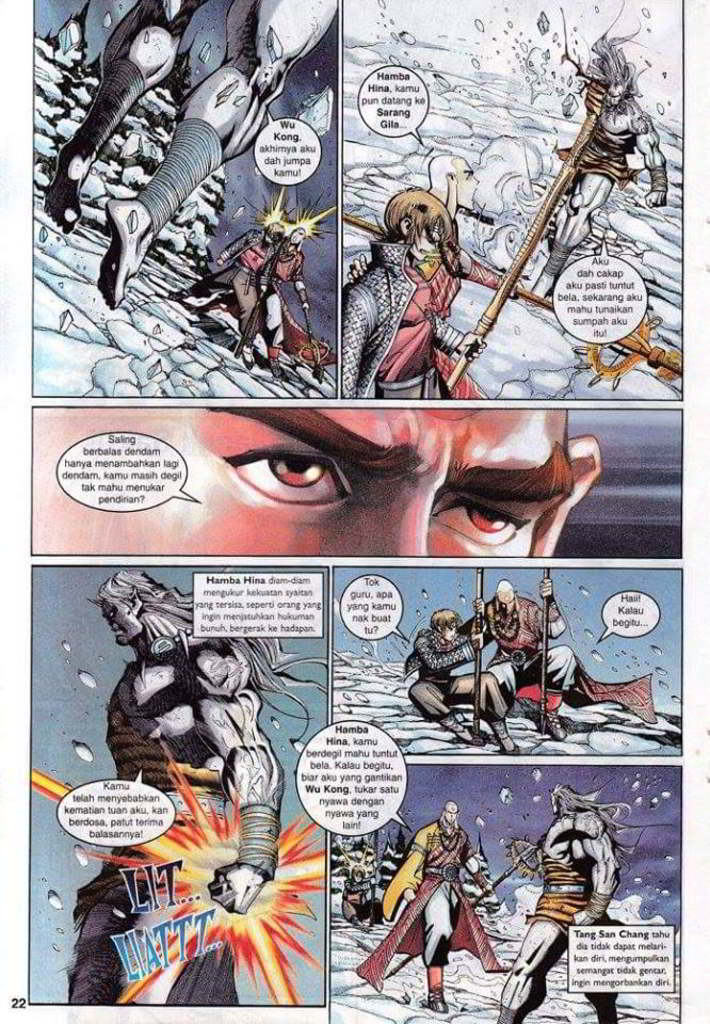 Wu
Kong,
akhirnya aku
dah jumpa
kamu!
Hamba
Hina, kamu
pun datang ke
Sarang
Gila...
Aku
dah cakap
aku pasti tuntut
bela, sekarang aku
mahu tunaikan
sumpah aku
itu!
Saling
berbalas dendam
hanya menambahkan lagi
dendam, kamu masih degil
tak mahu menukar
pendirian?
Hamba Hina diam-diam
mengukur kekuatan syaitan
yang tersisa, seperti orang yang
ingin menjatuhkan hukuman
bunuh, bergerak ke hadapan.
Kamu
telah menyebabkan
kematian tuan aku, kan
berdosa, patut terima
balasannya!
LIT...
LIATTT...
Tok
guru, apa
yang kamu
nak buat?
Haii!
Kalau
begitu...
Hamba
Hina, kamu
berdegil mahu
bunuh, kalau begitu,
biar aku yang gantikan
Wu Kong, tukar satu
nyawa dengan
nyawa yang
lain!
Tang San Chang tahu
dia tidak dapat melari-
kan diri, mengumpulkan
semangat tidak gentar,
ingin mengorbankan diri.
22